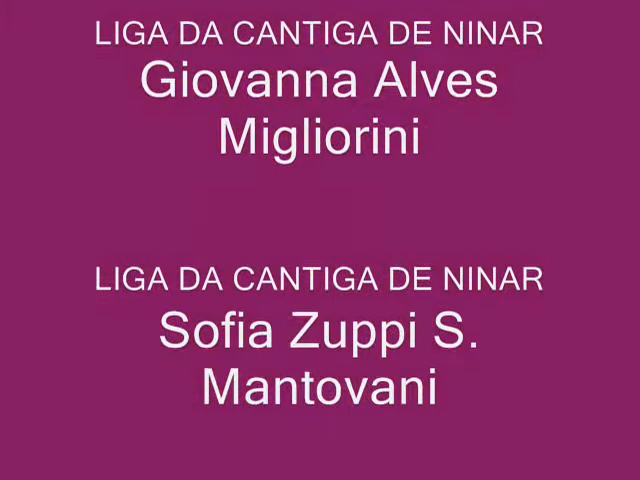 LIGA DA CANTIGA DE NINAR
Giovanna Alves
Migliorini
LIGA DA CANTIGA DE NINAR
Sofia Zuppi S.
Mantovani